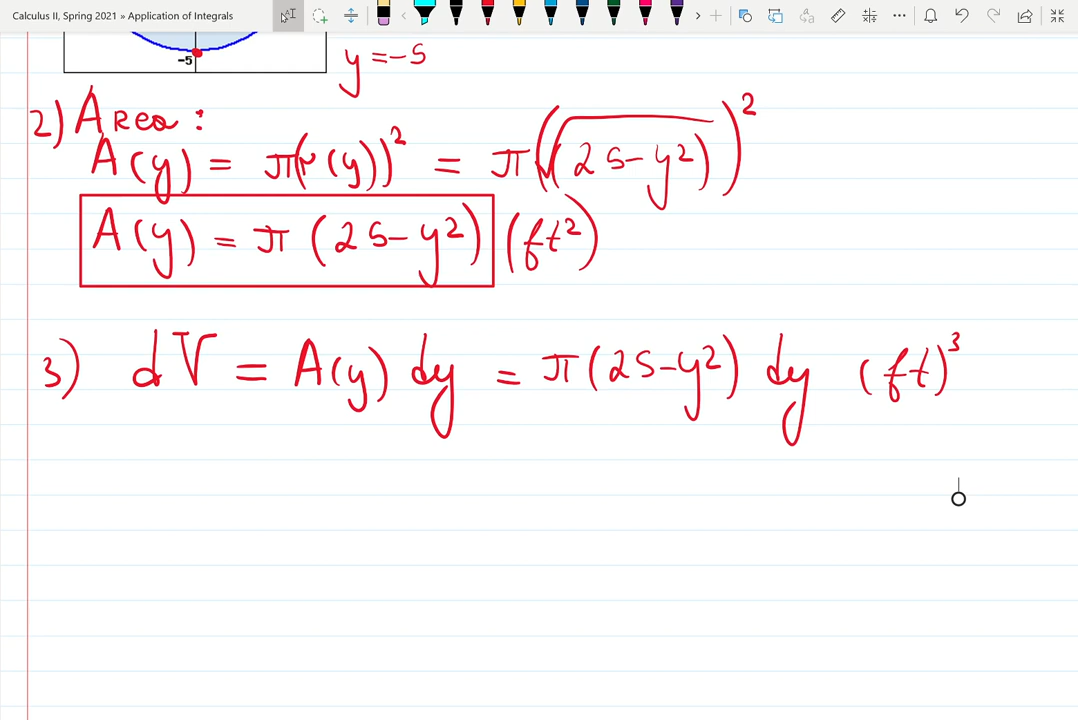 Calculus II, Spring 2021 » Application of Integrals
-5
y = -5
2) Area:
A(y) = π(r(y))² = π(√(25-y²))²
A(y) = π (25-y²) (ft²)
3) dV = A(y) dy = π(25-y²) dy (ft)³